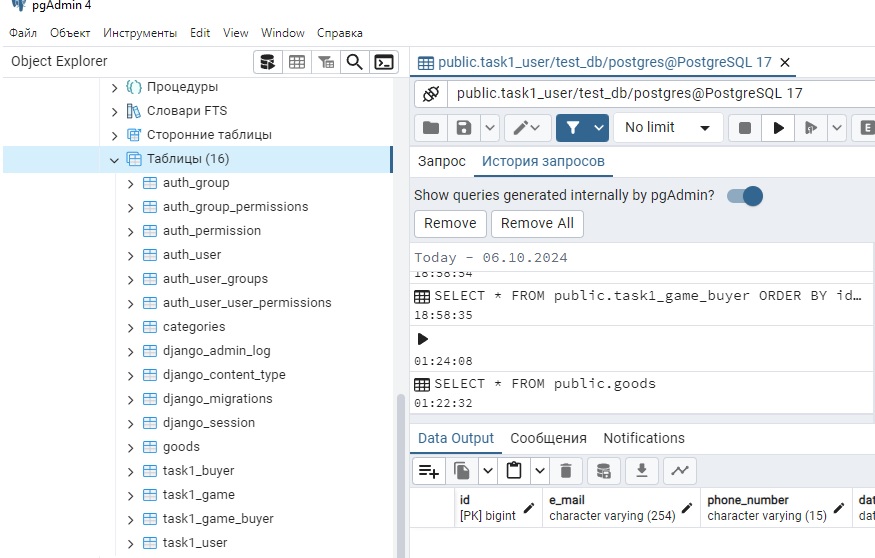 pgAdmin 4
Файл Объект Инструменты Edit View Window Справка
Object Explorer
Процедуры
Словари FTS
Сторонние таблицы
Таблицы (16)
auth_group
auth_group_permissions
auth_permission
auth_user
auth_user_groups
auth_user_user_permissions
categories
django_admin_log
django_content_type
django_migrations
django_session
goods
task1_buyer
task1_game
task1_game_buyer
task1_user
public.task1_user/test_db/postgres@PostgreSQL 17
public.task1_user/test_db/postgres@PostgreSQL 17
No limit
E
Запрос История запросов
Show queries generated internally by pgAdmin?
Remove Remove All
Today - 06.10.2024
18:58:54
SELECT * FROM public.task1_game_buyer ORDER BY id…
18:58:35
01:24:08
SELECT * FROM public.goods
01:22:32
Data Output Сообщения Notifications
id e_mail phone_number dat
[PK] bigint character varying (254) character varying (15) dat